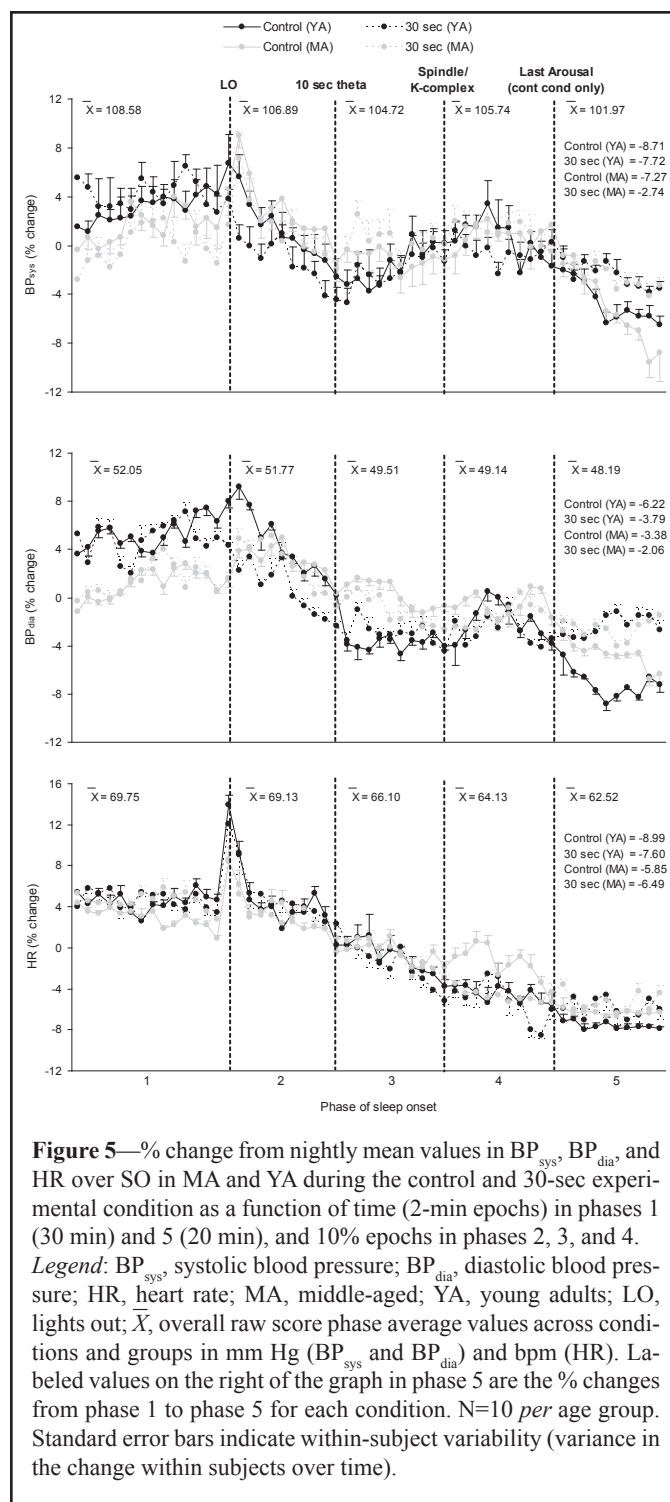 Control (YA) 30 sec (YA)
Control (MA) 30 sec (MA)
LO 10 sec theta Spindle/ K-complex Last Arousal (cont cond only)
12
X̅ = 108.58 X̅ = 106.89 X̅ = 104.72 X̅ = 105.74 X̅ = 101.97
Control (YA) = -8.71
30 sec (YA) = -7.72
Control (MA) = -7.27
30 sec (MA) = -2.74
8
4
0
-4
-8
-12
BPsys (% change)
12
X̅ = 52.05 X̅ = 51.77 X̅ = 49.51 X̅ = 49.14 X̅ = 48.19
Control (YA) = -6.22
30 sec (YA) = -3.79
Control (MA) = -3.38
30 sec (MA) = -2.06
8
4
0
-4
-8
-12
BPdia (% change)
16
X̅ = 69.75 X̅ = 69.13 X̅ = 66.10 X̅ = 64.13 X̅ = 62.52
Control (YA) = -8.99
30 sec (YA) = -7.60
Control (MA) = -5.85
30 sec (MA) = -6.49
12
8
4
0
-4
-8
-12
HR (% change)
1 2 3 4 5
Phase of sleep onset
Figure 5—% change from nightly mean values in BPsys, BPdia, and
HR over SO in MA and YA during the control and 30-sec experi-
mental condition as a function of time (2-min epochs) in phases 1
(30 min) and 5 (20 min), and 10% epochs in phases 2, 3, and 4.
Legend: BPsys, systolic blood pressure; BPdia, diastolic blood pres-
sure; HR, heart rate; MA, middle-aged; YA, young adults; LO,
lights out; X̅, overall raw score phase average values across condi-
tions and groups in mm Hg (BPsys and BPdia) and bpm (HR). La-
beled values on the right of the graph in phase 5 are the % changes
from phase 1 to phase 5 for each condition. N=10 per age group.
Standard error bars indicate within-subject variability (variance in
the change within subjects over time).